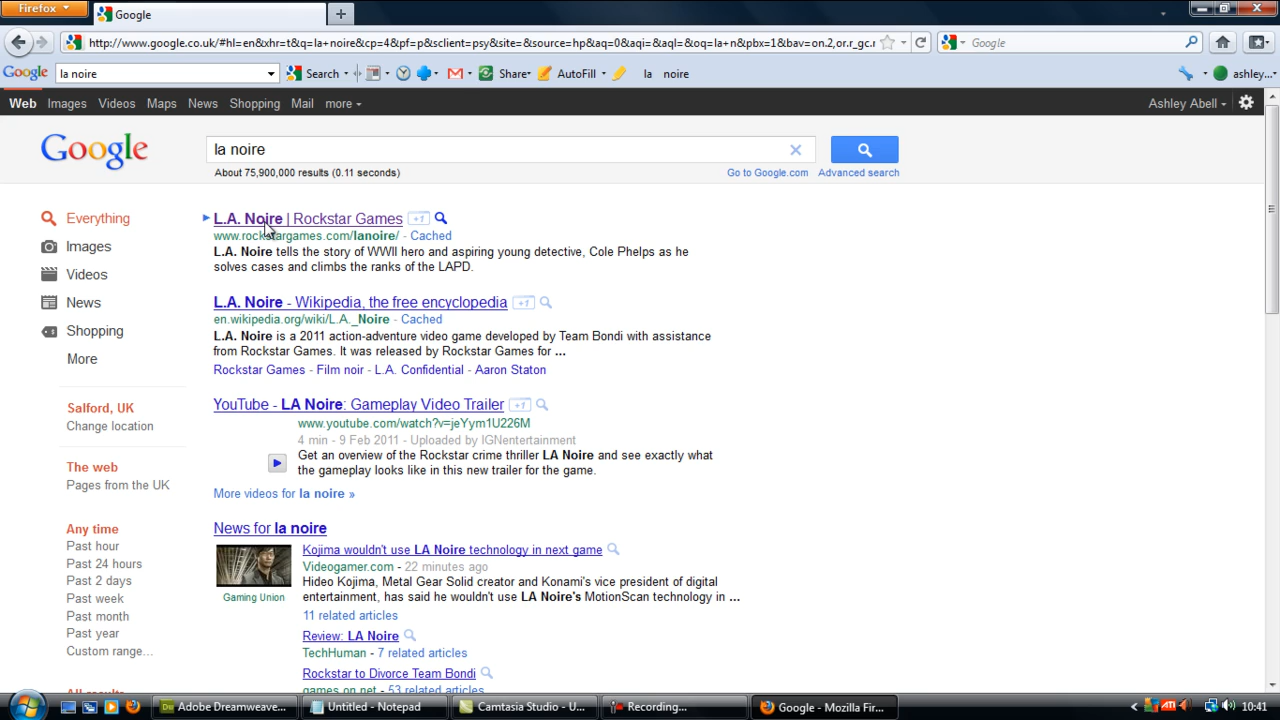 Firefox
Google
http://www.google.co.uk/#hl=en&xhr=t&q=la+noire&cp=4&pf=p&sclient=psy&site=&source=hp&aq=0&aqi=&aql=&oq=la+n&pbx=1&bav=on.2,or.r_gc.r
Google
Google
la noire
Search
Share
AutoFill
la noire
ashley...
Web Images Videos Maps News Shopping Mail more
Ashley Abell
Google
la noire
About 75,900,000 results (0.11 seconds)
Go to Google.com Advanced search
Everything
Images
Videos
News
Shopping
More
Salford, UK
Change location
The web
Pages from the UK
Any time
Past hour
Past 24 hours
Past 2 days
Past week
Past month
Past year
Custom range...
All results
L.A. Noire | Rockstar Games +1
www.rockstargames.com/lanoire/ - Cached
L.A. Noire tells the story of WWII hero and aspiring young detective, Cole Phelps as he
solves cases and climbs the ranks of the LAPD.
L.A. Noire - Wikipedia, the free encyclopedia +1
en.wikipedia.org/wiki/L.A._Noire - Cached
L.A. Noire is a 2011 action-adventure video game developed by Team Bondi with assistance
from Rockstar Games. It was released by Rockstar Games for ...
Rockstar Games - Film noir - L.A. Confidential - Aaron Staton
YouTube - LA Noire: Gameplay Video Trailer +1
www.youtube.com/watch?v=jeYym1U226M
4 min - 9 Feb 2011 - Uploaded by IGNentertainment
Get an overview of the Rockstar crime thriller LA Noire and see exactly what
the gameplay looks like in this new trailer for the game.
More videos for la noire »
News for la noire
Kojima wouldn't use LA Noire technology in next game
Videogamer.com - 22 minutes ago
Hideo Kojima, Metal Gear Solid creator and Konami's vice president of digital
entertainment, has said he wouldn't use LA Noire's MotionScan technology in ...
Gaming Union
11 related articles
Review: LA Noire
TechHuman - 7 related articles
Rockstar to Divorce Team Bondi
games on net - 53 related articles
Adobe Dreamweave...
Untitled - Notepad
Camtasia Studio - U...
Recording...
Google - Mozilla Fir...
ATI
10:41